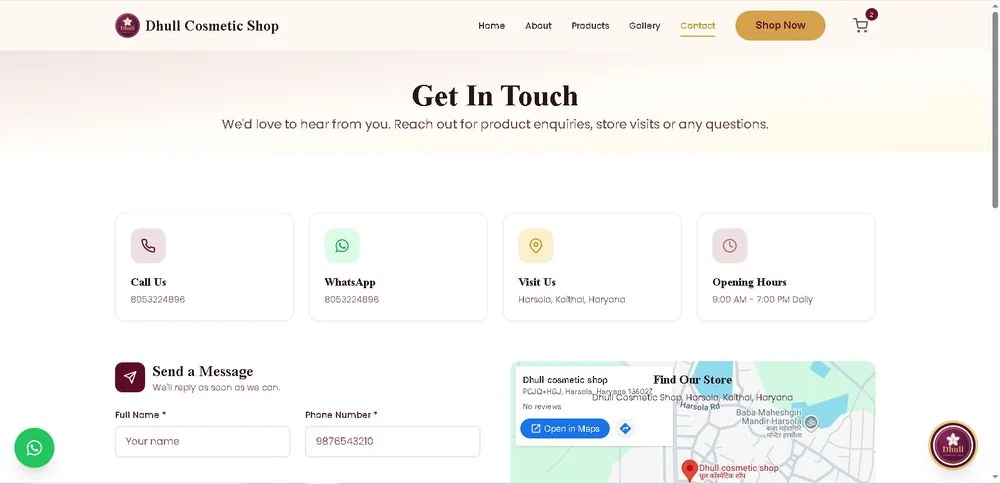 Dhull Cosmetic Shop
Home About Products Gallery Contact Shop Now 2
Get In Touch
We'd love to hear from you. Reach out for product enquiries, store visits or any questions.
Call Us
8053224896
WhatsApp
8053224896
Visit Us
Harsola, Kaithal, Haryana
Opening Hours
9:00 AM - 7:00 PM Daily
Send a Message
We'll reply as soon as we can.
Full Name *
Your name
Phone Number *
9876543210
Dhull cosmetic shop
PCJQ+HGJ, Harsola, Haryana 136027
No reviews
Open in Maps
Find Our Store
Dhull Cosmetic Shop, Harsola, Kaithal, Haryana
Harsola Rd
Baba Maheshgiri
Mandir Harsola
मन्दिर हरसौला
Dhull cosmetic shop
धूल कॉस्मेटिक शॉप
Dhull